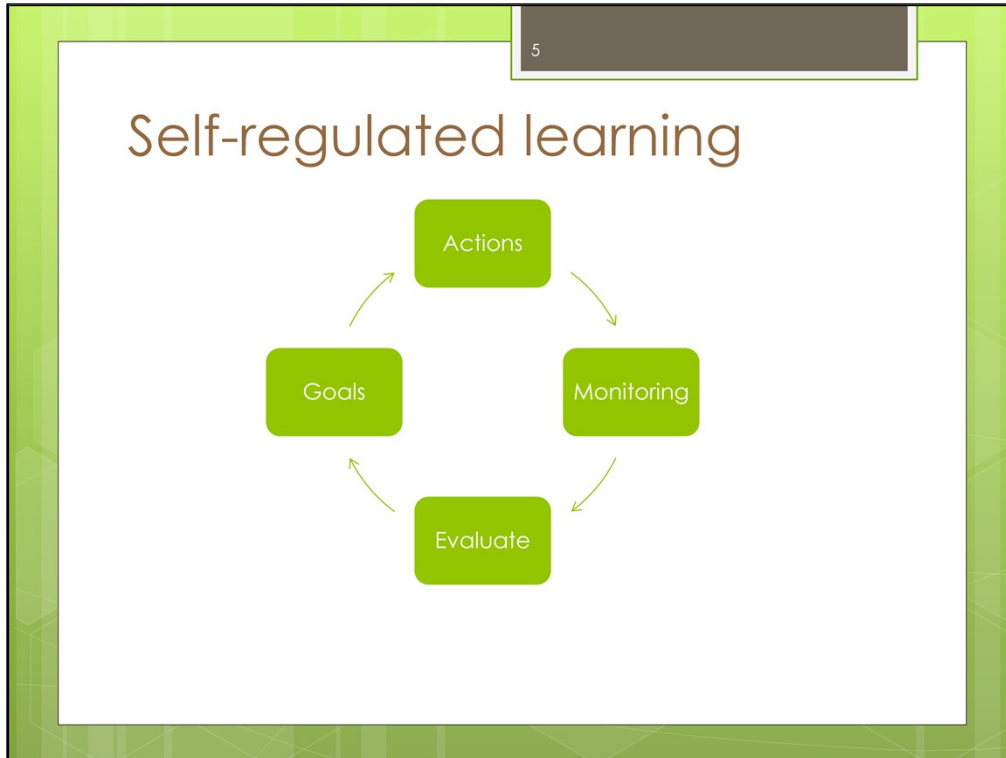 5
Self-regulated learning
Actions
Goals
Monitoring
Evaluate